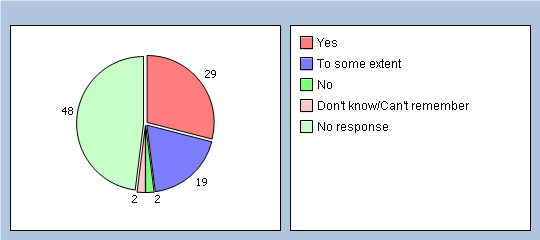 29
48
19
2
2
Yes
To some extent
No
Don't know/Can't remember
No response